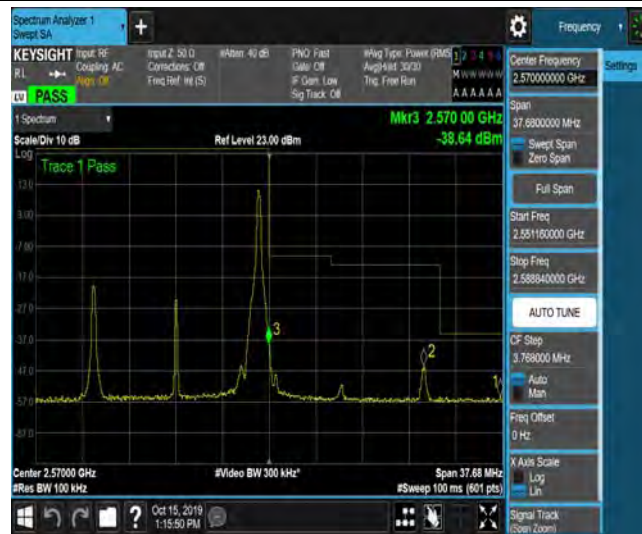 Spectrum Analyzer 1
Swept SA
Frequency
KEYSIGHT
Input: RF
Coupling: AC
Align: Off
Input Z: 50 Ω
Corrections: Off
Freq Ref: Int (S)
#Atten: 40 dB
PNO: Fast
Gate: Off
IF Gain: Low
Sig Track: Off
#Avg Type: Power (RMS
Avg|Hold: 30/30
Trig: Free Run
1 2 3 4 5 6
M W W W W W
A A A A A A
RL
LV PASS
1 Spectrum
Scale/Div 10 dB
Ref Level 23.00 dBm
Mkr3 2.570 00 GHz
-38.64 dBm
Log
Trace 1 Pass
13.0
3.00
-7.00
-17.0
-27.0
-37.0
-47.0
-57.0
-67.0
3
2
1
Center 2.57000 GHz
#Video BW 300 kHz*
Span 37.68 MHz
#Res BW 100 kHz
#Sweep 100 ms (601 pts)
Center Frequency
2.570000000 GHz
Settings
Span
37.6800000 MHz
Swept Span
Zero Span
Full Span
Start Freq
2.551160000 GHz
Stop Freq
2.588840000 GHz
AUTO TUNE
CF Step
3.768000 MHz
Auto
Man
Freq Offset
0 Hz
X Axis Scale
Log
Lin
Signal Track
(Span Zoom)
?
Oct 15, 2019
1:15:50 PM